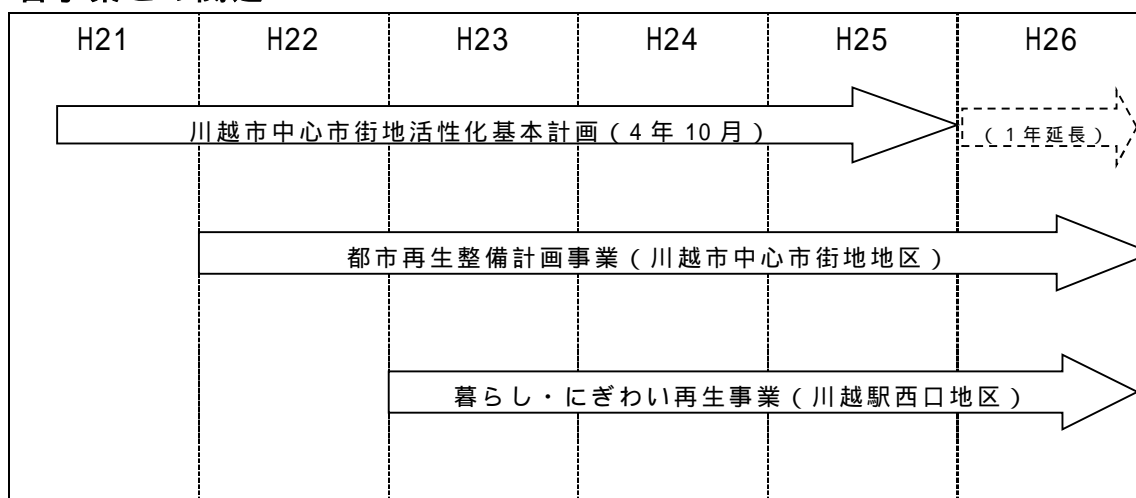 H21 H22 H23 H24 H25 H26
川越市中心市街地活性化基本計画(4年10月)
(1年延長)
都市再生整備計画事業(川越市中心市街地地区)
暮らし・にぎわい再生事業(川越駅西口地区)